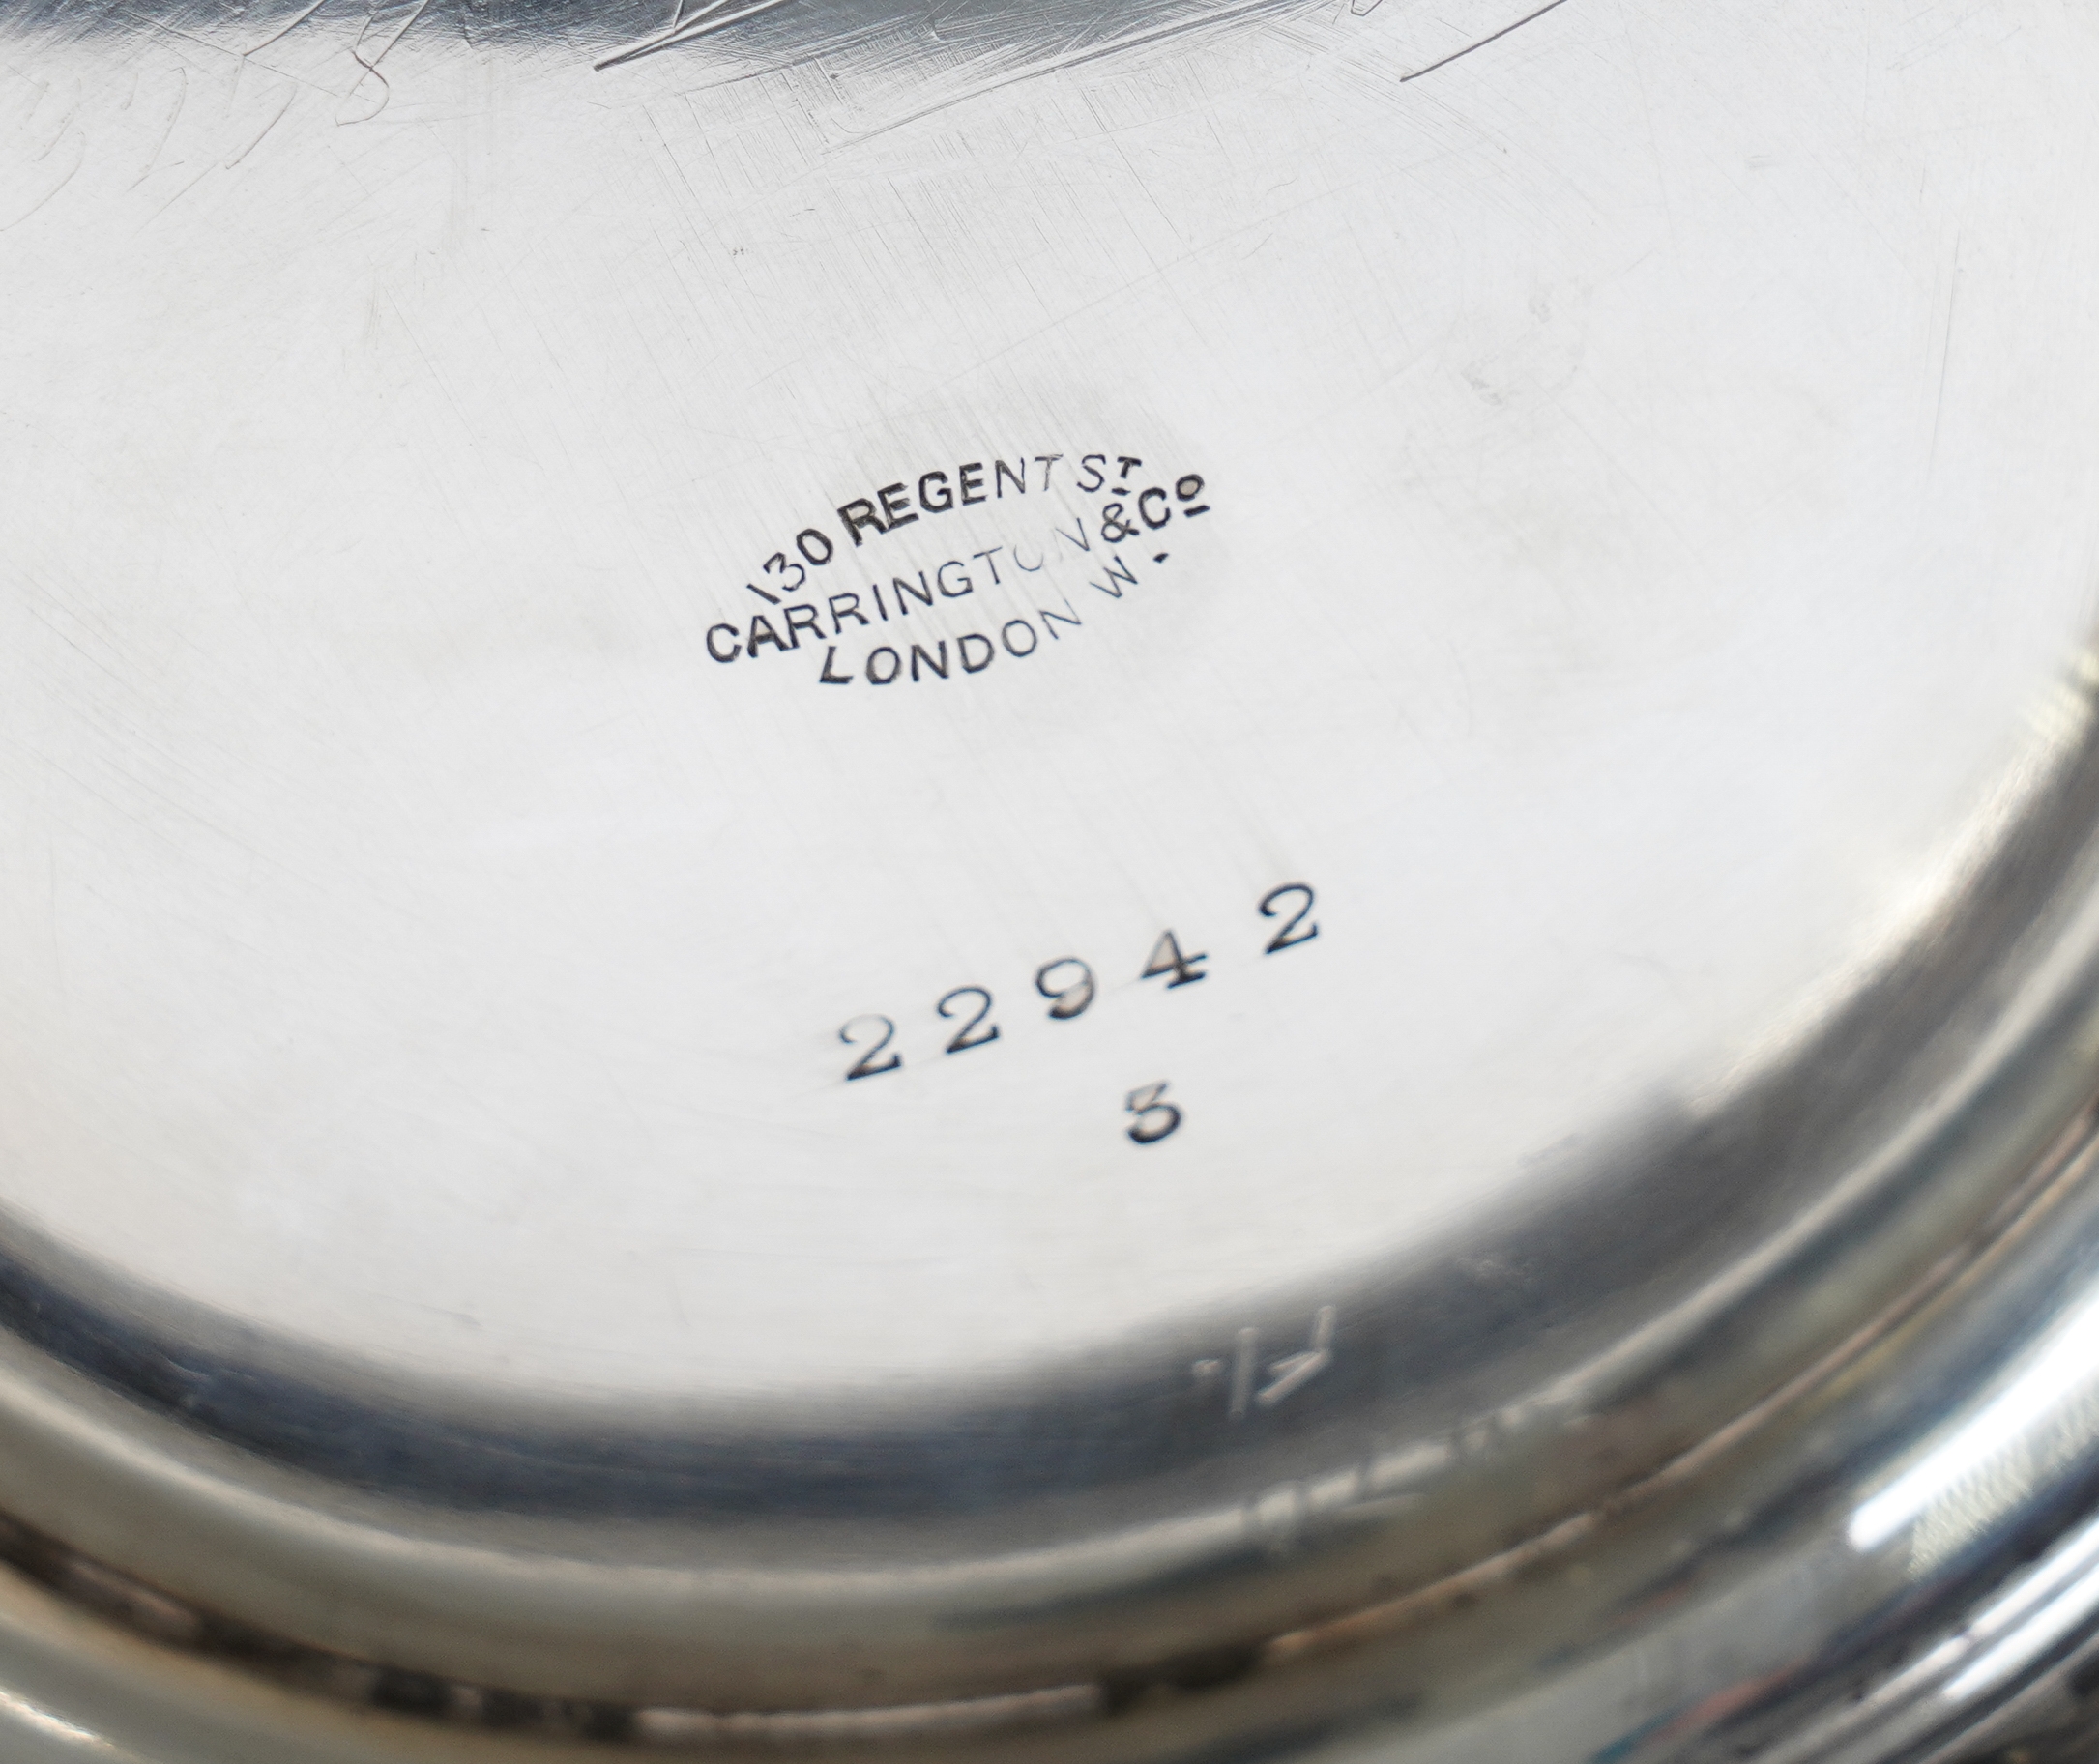 130 REGENT ST
CARRINGTON & Co
LONDON W.
22942
3